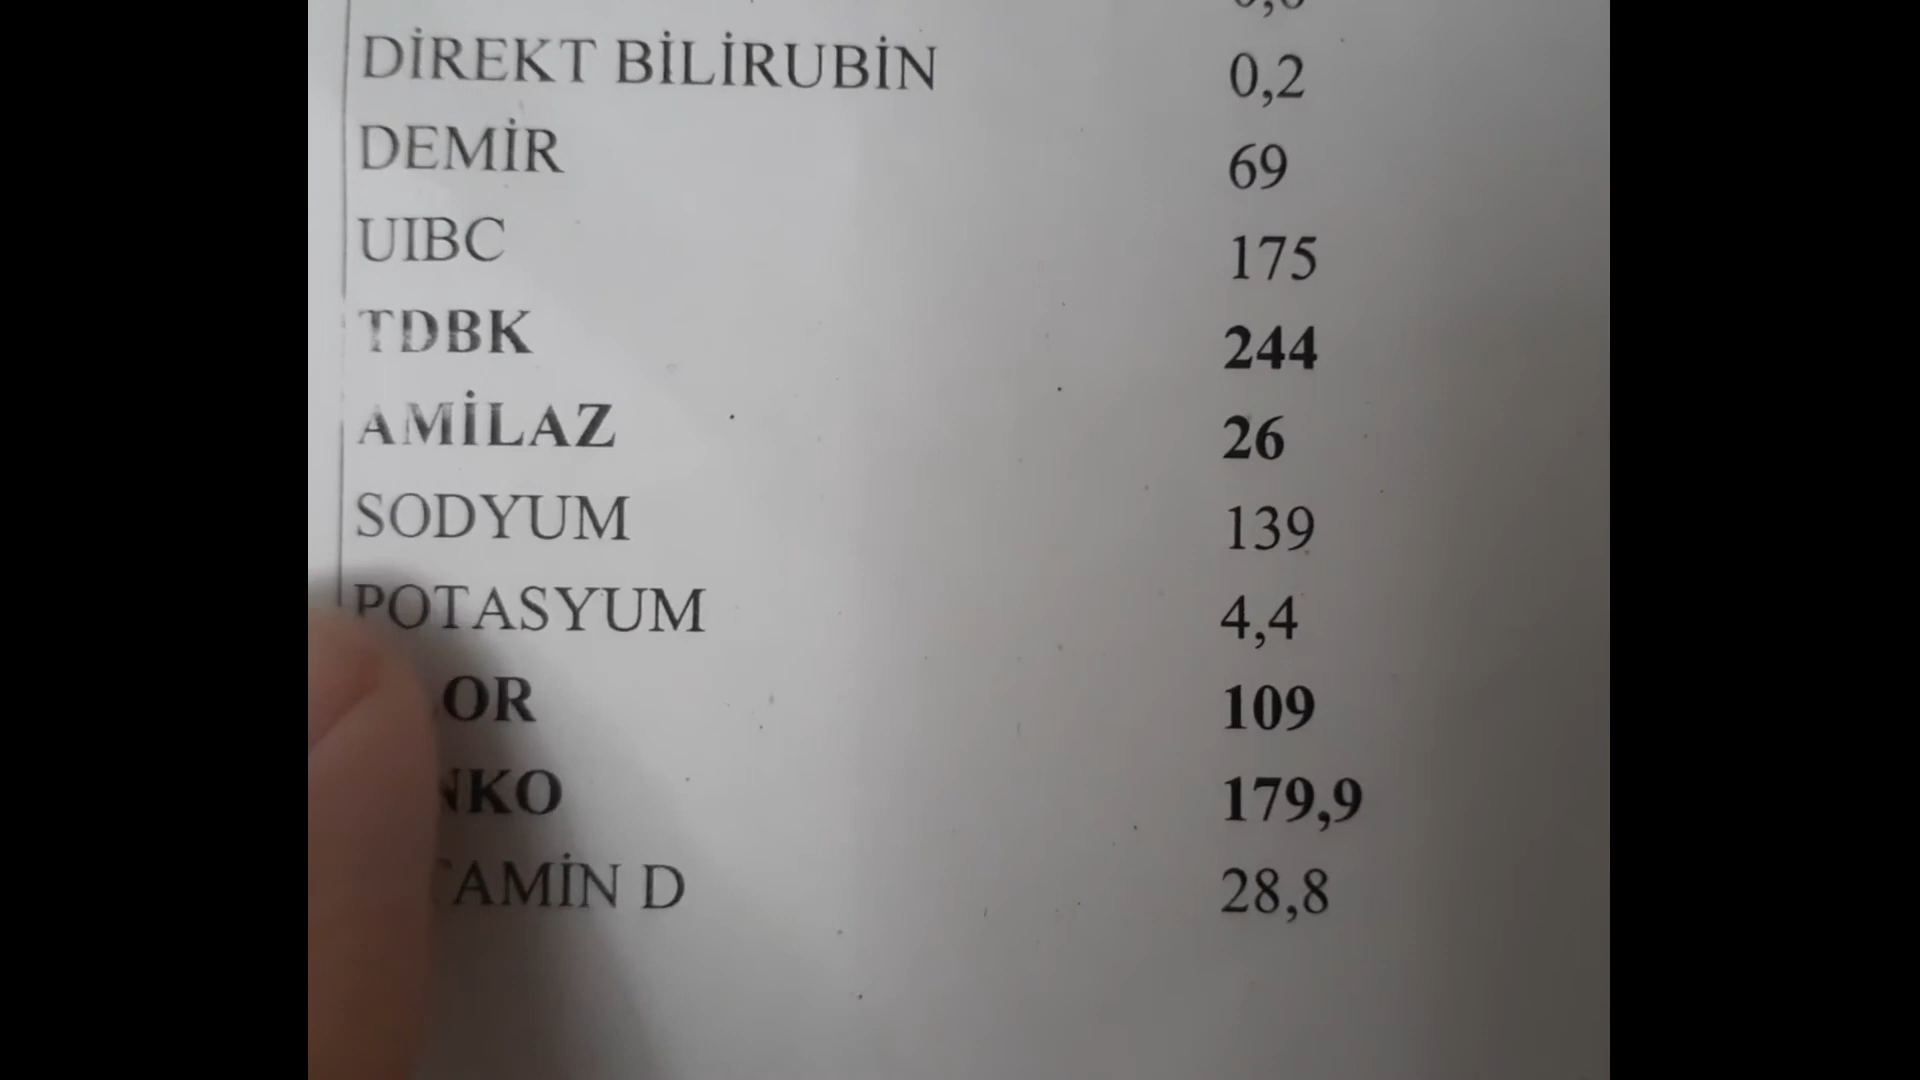 DİREKT BİLİRUBİN 0,2
DEMİR 69
UIBC 175
TDBK 244
AMİLAZ 26
SODYUM 139
POTASYUM 4,4
OR 109
NKO 179,9
TAMİN D 28,8